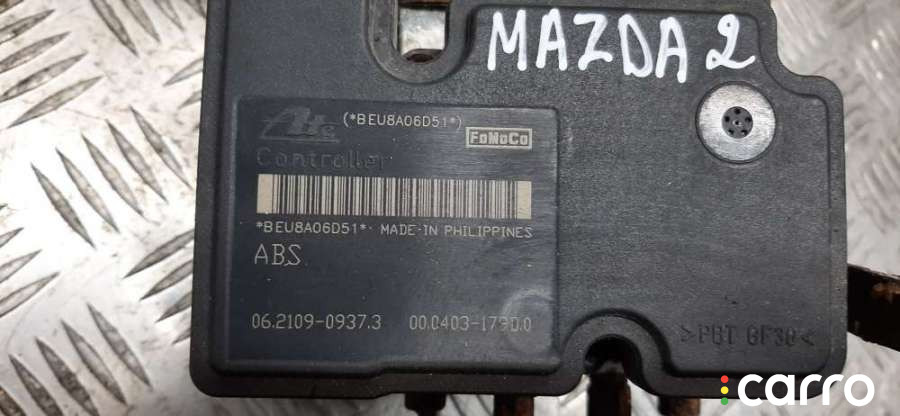 MAZDA 2
Ate (*BEU8A06D51*) FoMoCo
Controller
*BEU8A06D51* MADE-IN PHILIPPINES
ABS
06.2109-0937.3 00.0403-179D.0
>PBT GF30<
carro